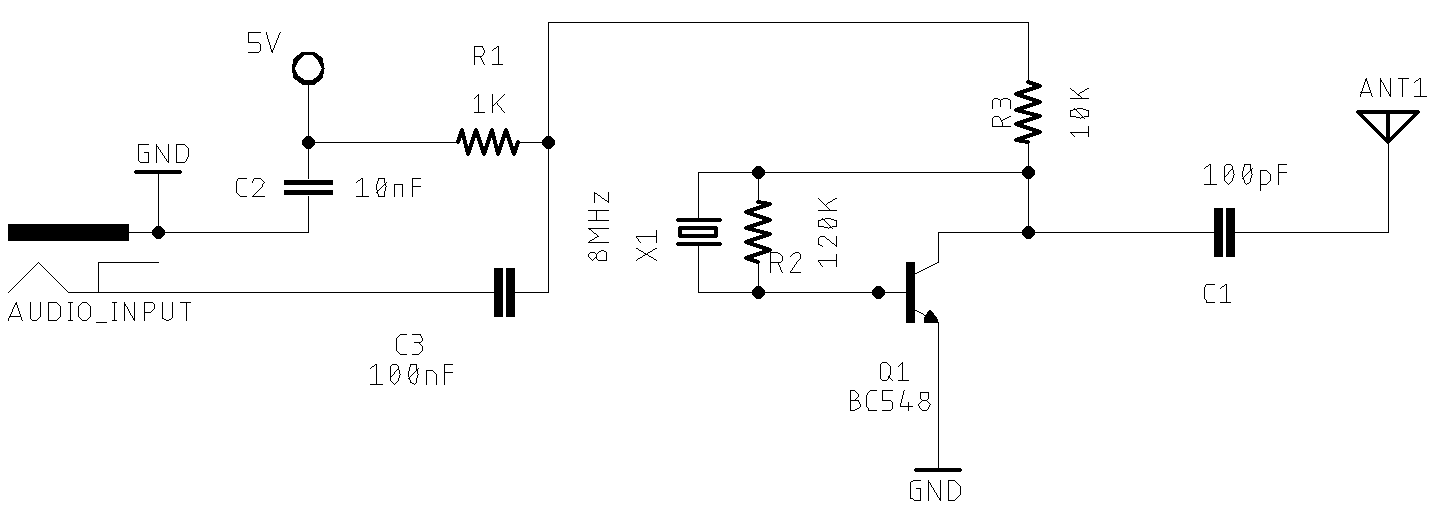 5V
R1
1K
GND
C2
10nF
AUDIO_INPUT
C3
100nF
8MHz
X1
R2
120K
R3
10K
ANT1
100pF
C1
Q1
BC548
GND